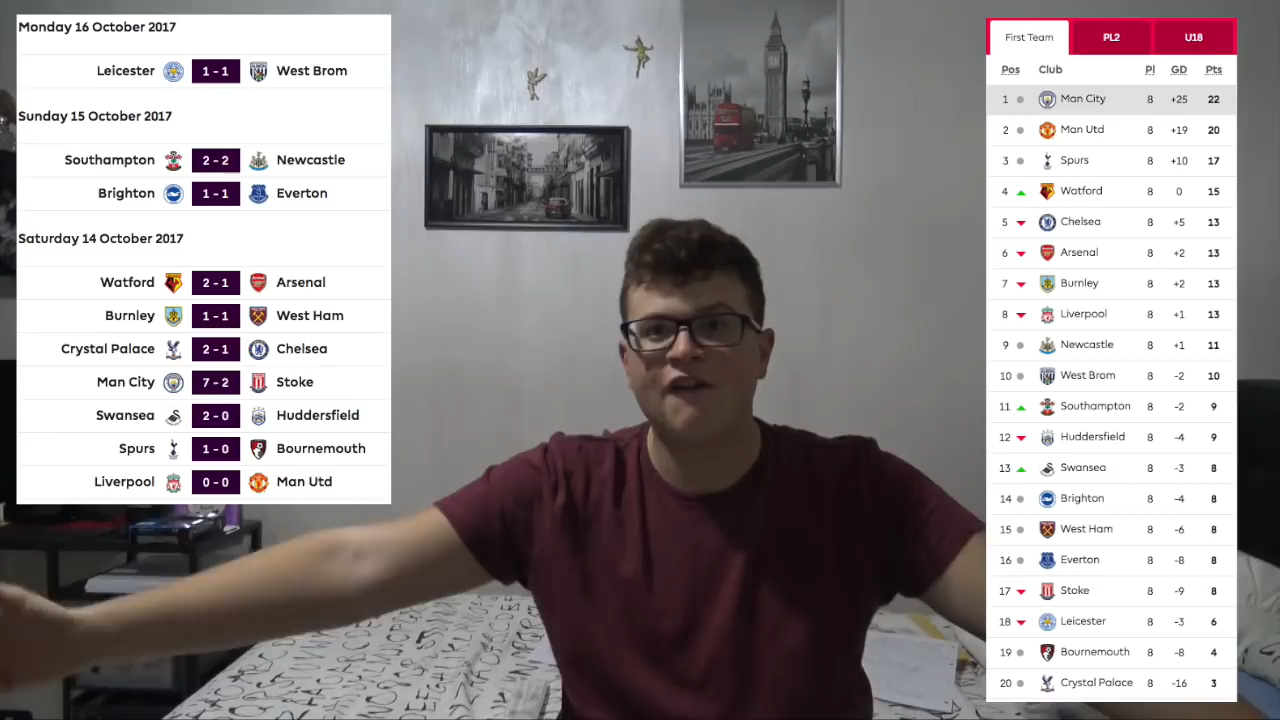 Monday 16 October 2017
Leicester 1 - 1 West Brom
Sunday 15 October 2017
Southampton 2 - 2 Newcastle
Brighton 1 - 1 Everton
Saturday 14 October 2017
Watford 2 - 1 Arsenal
Burnley 1 - 1 West Ham
Crystal Palace 2 - 1 Chelsea
Man City 7 - 2 Stoke
Swansea 2 - 0 Huddersfield
Spurs 1 - 0 Bournemouth
Liverpool 0 - 0 Man Utd
First Team PL2 U18
Pos Club Pl GD Pts
1 Man City 8 +25 22
2 Man Utd 8 +19 20
3 Spurs 8 +10 17
4 Watford 8 0 15
5 Chelsea 8 +5 13
6 Arsenal 8 +2 13
7 Burnley 8 +2 13
8 Liverpool 8 +1 13
9 Newcastle 8 +1 11
10 West Brom 8 -2 10
11 Southampton 8 -2 9
12 Huddersfield 8 -4 9
13 Swansea 8 -3 8
14 Brighton 8 -4 8
15 West Ham 8 -6 8
16 Everton 8 -8 8
17 Stoke 8 -9 8
18 Leicester 8 -3 6
19 Bournemouth 8 -8 4
20 Crystal Palace 8 -16 3